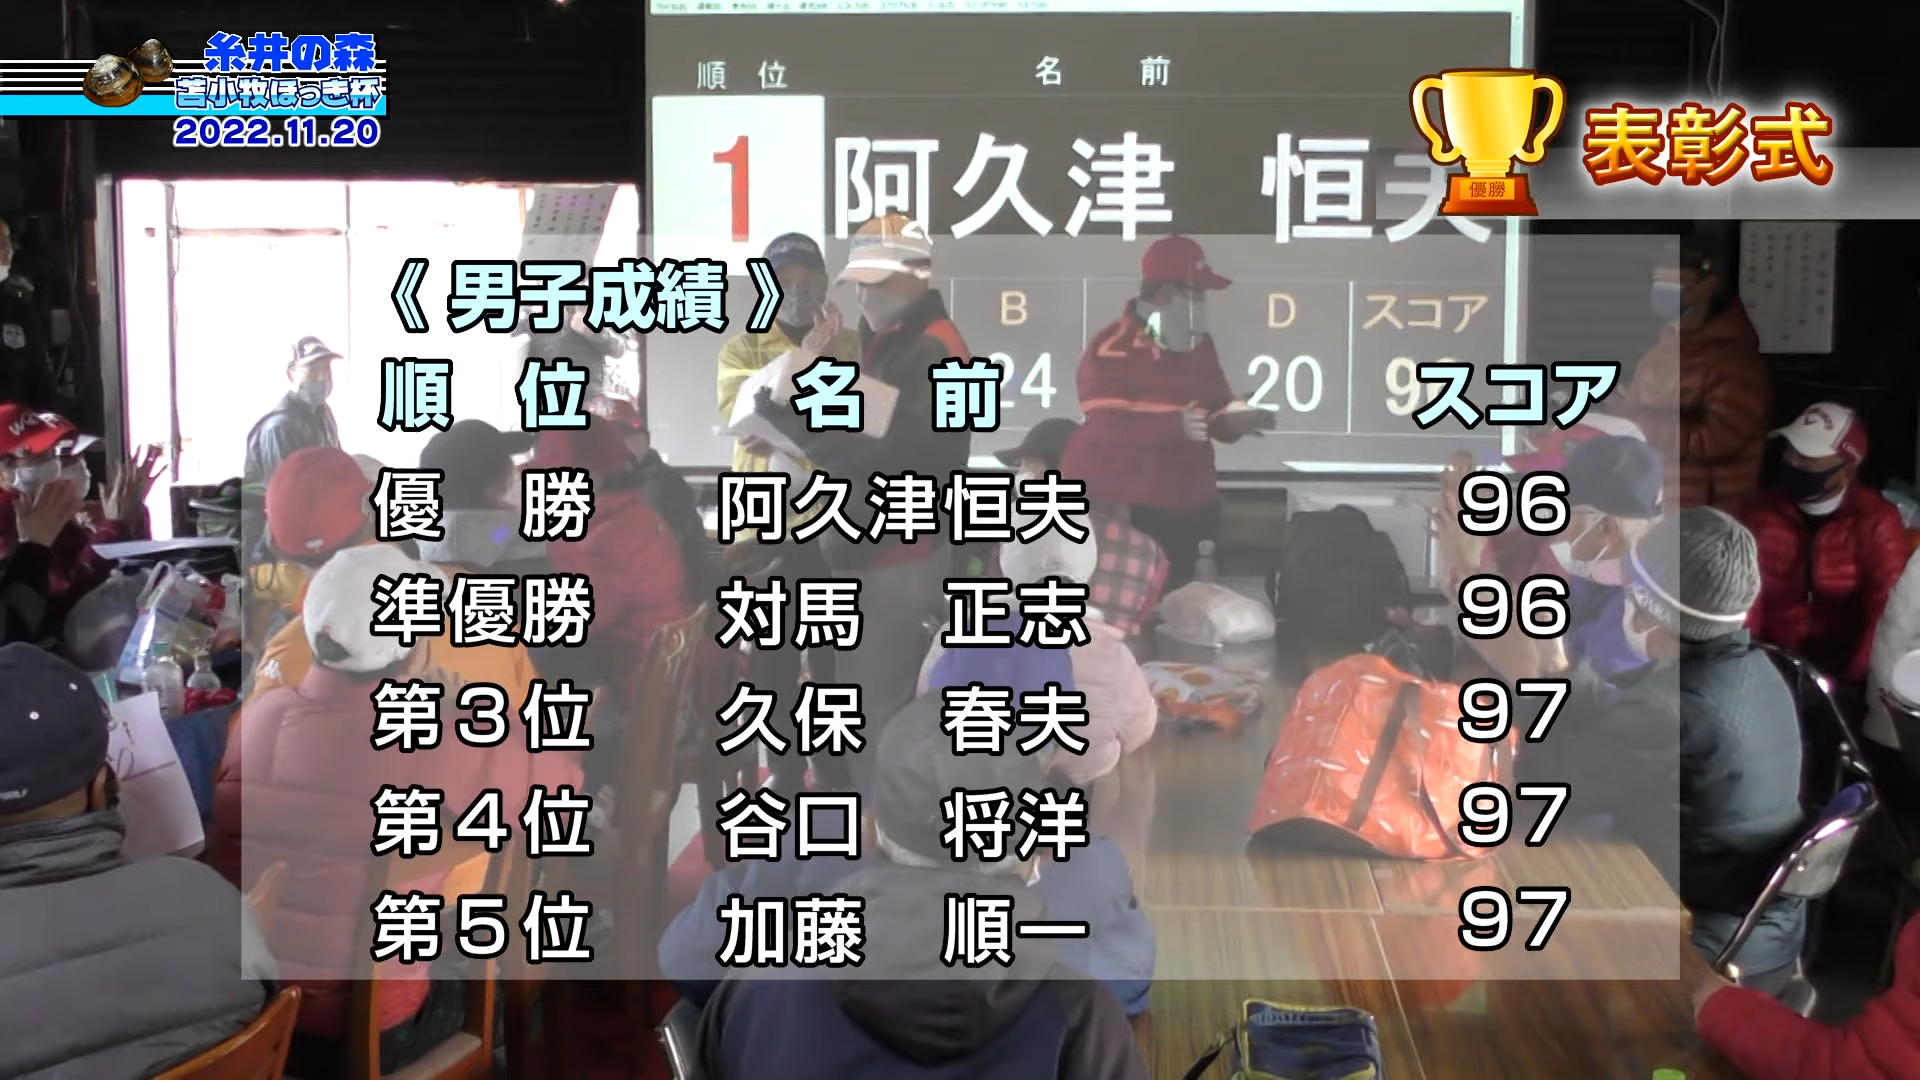 糸井の森
苫小牧ほっき杯
2022.11.20
順 位 名 前
1 阿久津 恒夫
優勝
表彰式
B D スコア
24 20
《 男子成績 》
順 位 名 前 スコア
優 勝 阿久津恒夫 96
準優勝 対馬 正志 96
第3位 久保 春夫 97
第4位 谷口 将洋 97
第5位 加藤 順一 97